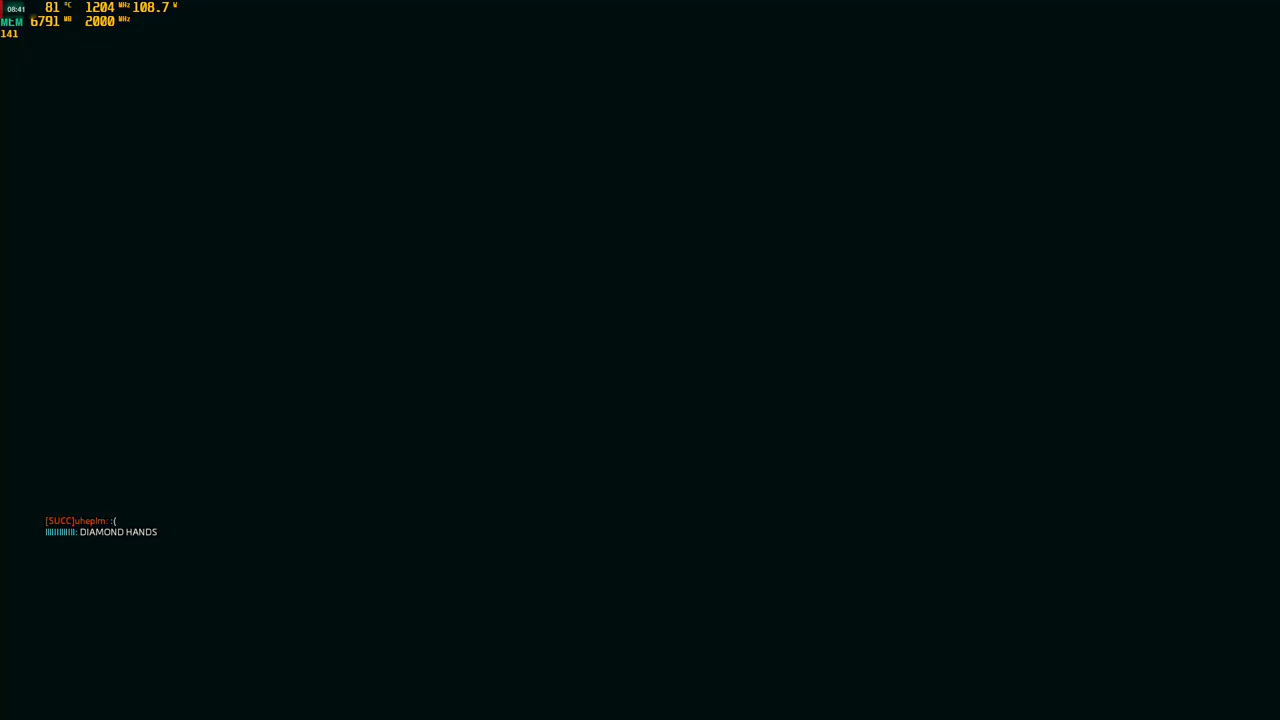 08:41 81 °C 1204 MHz 108.7 W
MEM 6791 MB 2000 MHz
141
[SUCC]uheplm: :(
DIAMOND HANDS